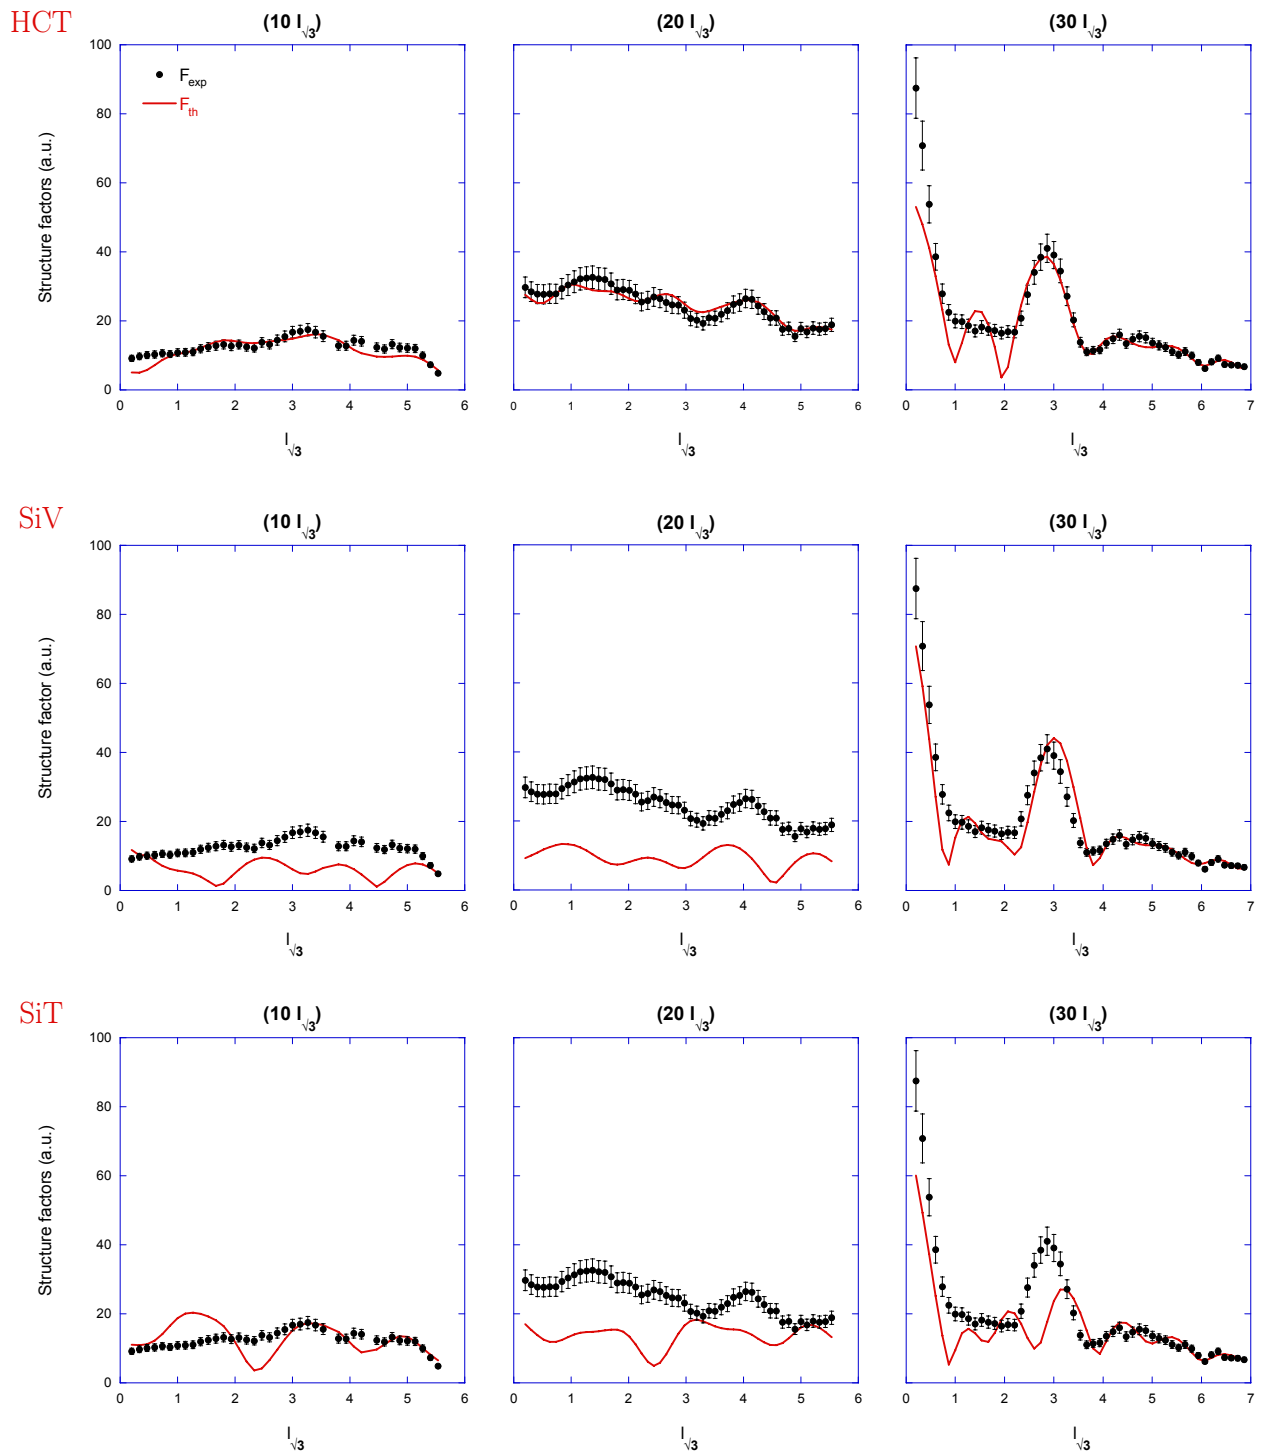 HCT
(10 l√3) (20 l√3) (30 l√3)
Structure factors (a.u.)
100 80 60 40 20 0
F exp
F th
0 1 2 3 4 5 6
0 1 2 3 4 5 6
0 1 2 3 4 5 6 7
l√3 l√3 l√3
SiV
(10 l√3) (20 l√3) (30 l√3)
Structure factor (a.u.)
100 80 60 40 20 0
0 1 2 3 4 5 6
0 1 2 3 4 5 6
0 1 2 3 4 5 6 7
l√3 l√3 l√3
SiT
(10 l√3) (20 l√3) (30 l√3)
Structure factors (a.u.)
100 80 60 40 20 0
0 1 2 3 4 5 6
0 1 2 3 4 5 6
0 1 2 3 4 5 6 7
l√3 l√3 l√3